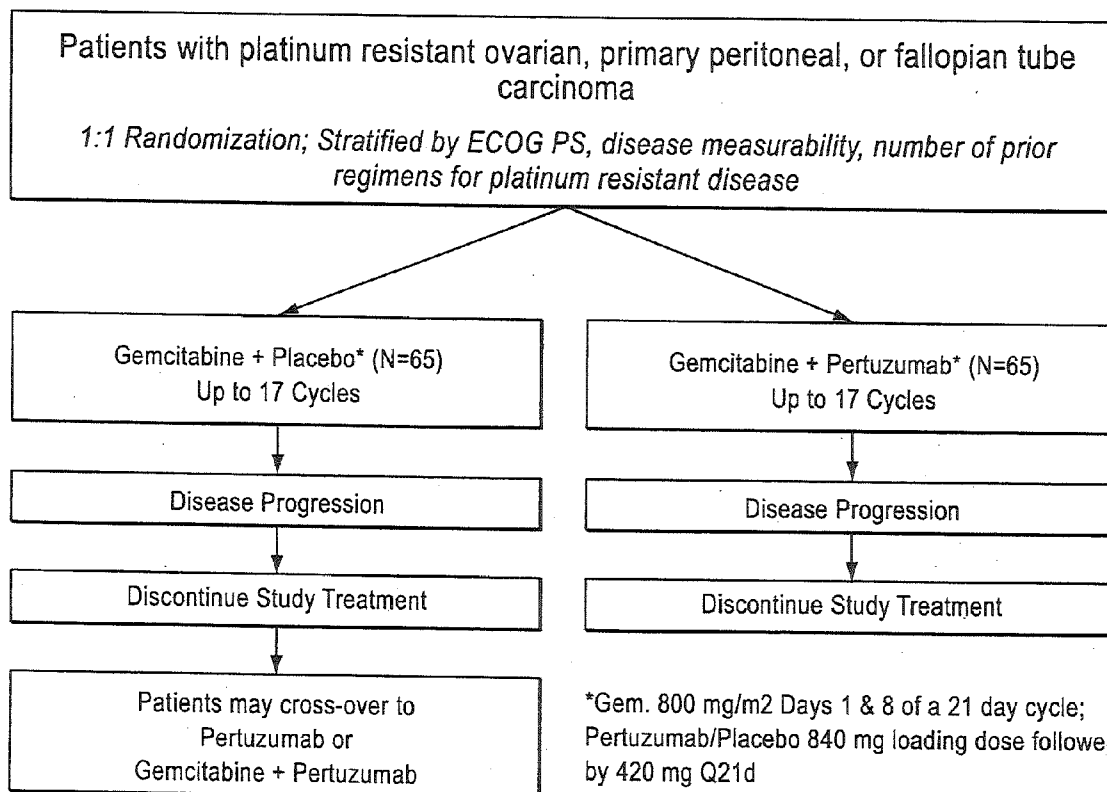 Patients with platinum resistant ovarian, primary peritoneal, or fallopian tube
carcinoma
1:1 Randomization; Stratified by ECOG PS, disease measurability, number of prior
regimens for platinum resistant disease
Gemcitabine + Placebo* (N=65)
Up to 17 Cycles
Gemcitabine + Pertuzumab* (N=65)
Up to 17 Cycles
Disease Progression
Disease Progression
Discontinue Study Treatment
Discontinue Study Treatment
Patients may cross-over to
Pertuzumab or
Gemcitabine + Pertuzumab
*Gem. 800 mg/m2 Days 1 & 8 of a 21 day cycle;
Pertuzumab/Placebo 840 mg loading dose followe
by 420 mg Q21d